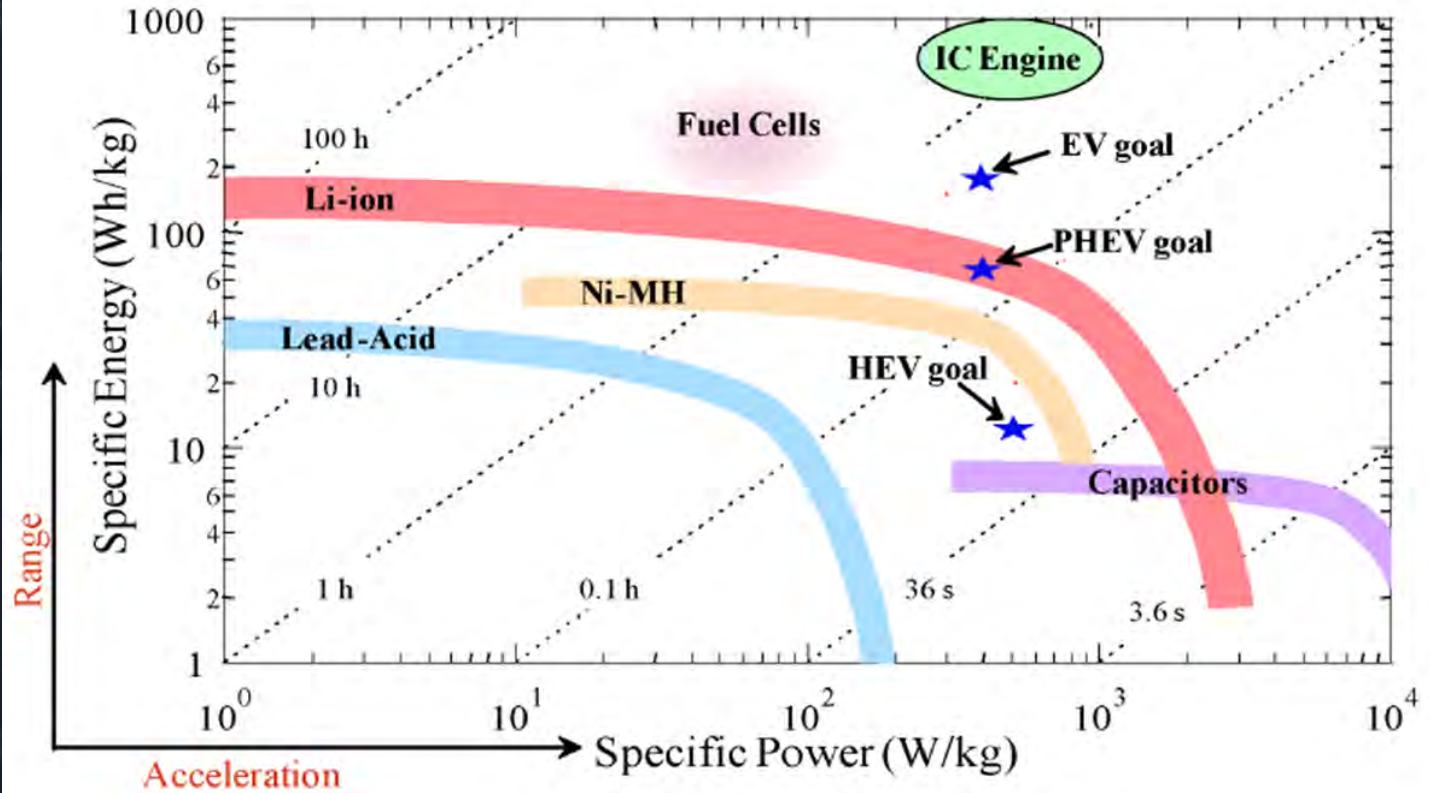 1000
6
4
2
100
6
4
2
10
6
4
2
1
Specific Energy (Wh/kg)
Range
100 h
Fuel Cells
IC Engine
EV goal
Li-ion
PHEV goal
Ni-MH
Lead-Acid
HEV goal
10 h
Capacitors
1 h
0.1 h
36 s
3.6 s
10^0
10^1
10^2
10^3
10^4
Specific Power (W/kg)
Acceleration